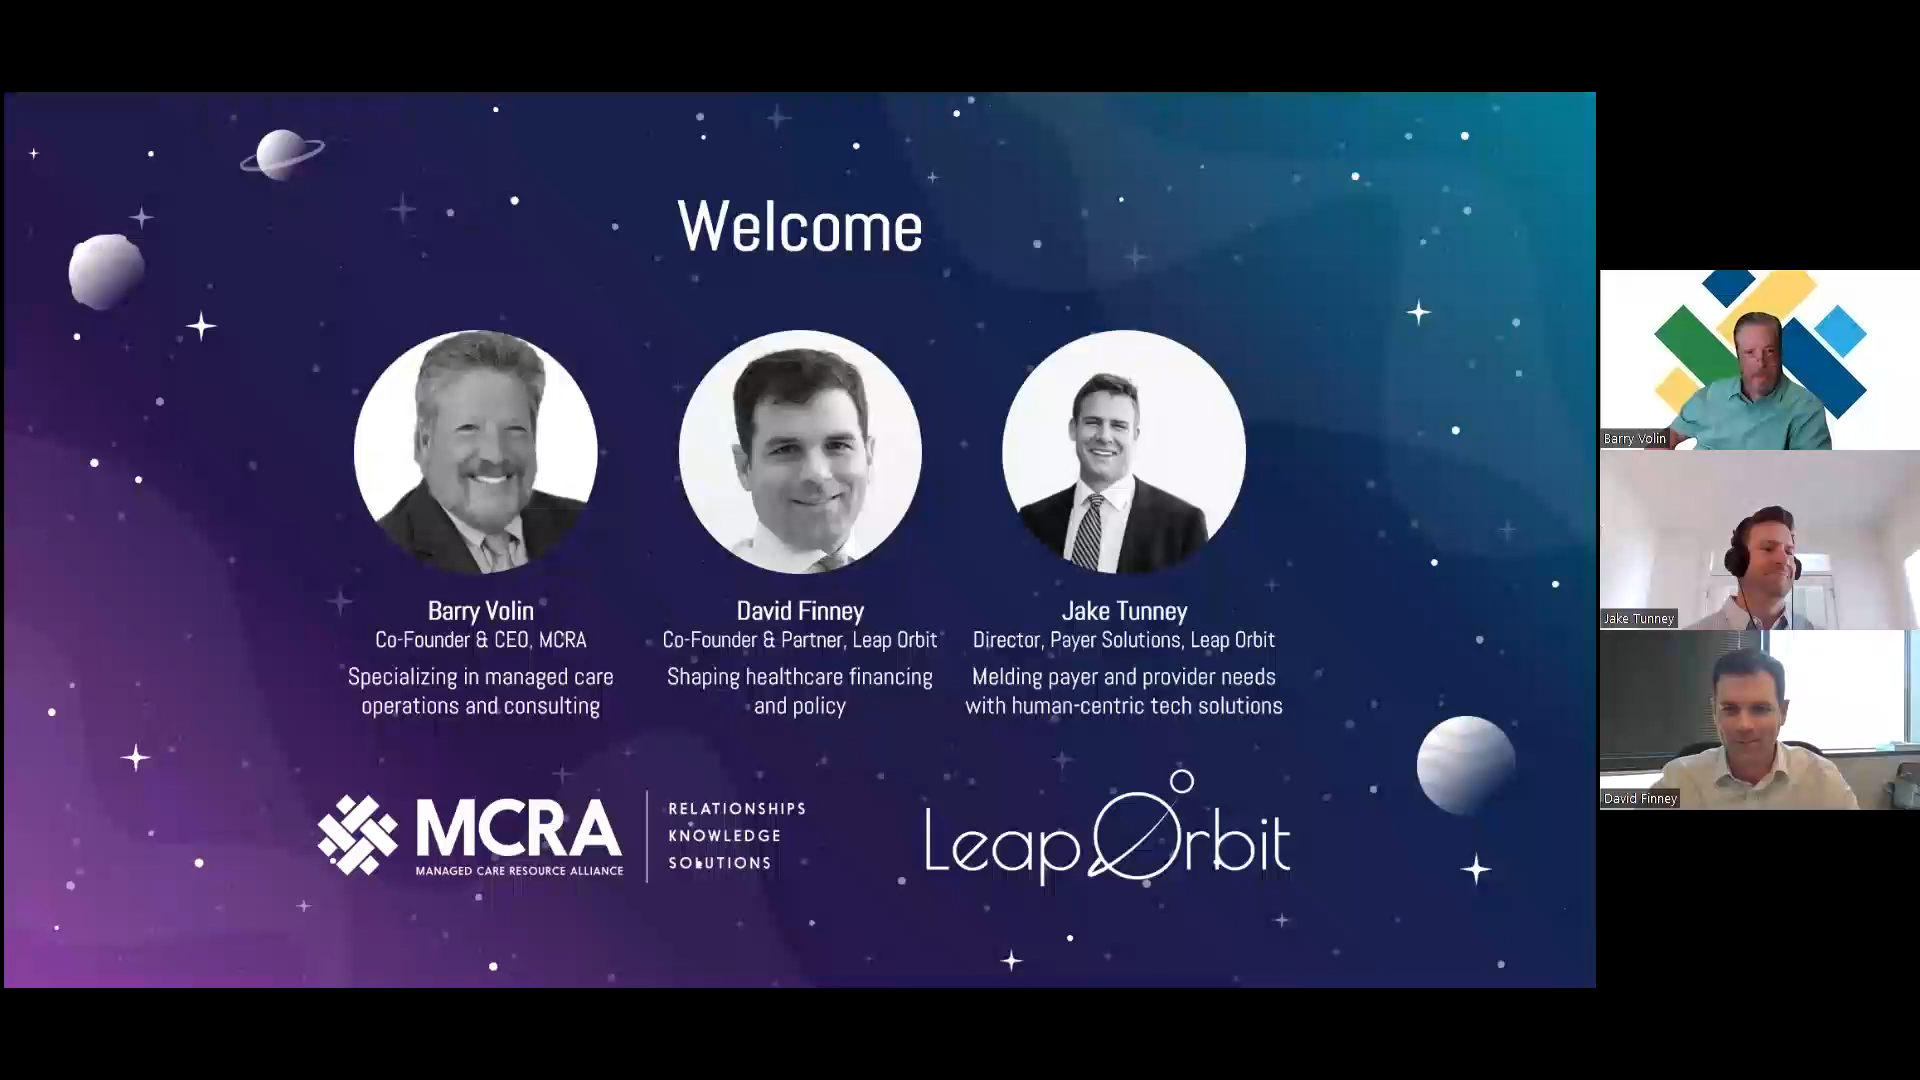 Welcome
Barry Volin
Co-Founder & CEO, MCRA
Specializing in managed care
operations and consulting
David Finney
Co-Founder & Partner, Leap Orbit
Shaping healthcare financing
and policy
Jake Tunney
Director, Payer Solutions, Leap Orbit
Melding payer and provider needs
with human-centric tech solutions
MCRA
MANAGED CARE RESOURCE ALLIANCE
RELATIONSHIPS
KNOWLEDGE
SOLUTIONS
Leap Orbit
Barry Volin
Jake Tunney
David Finney